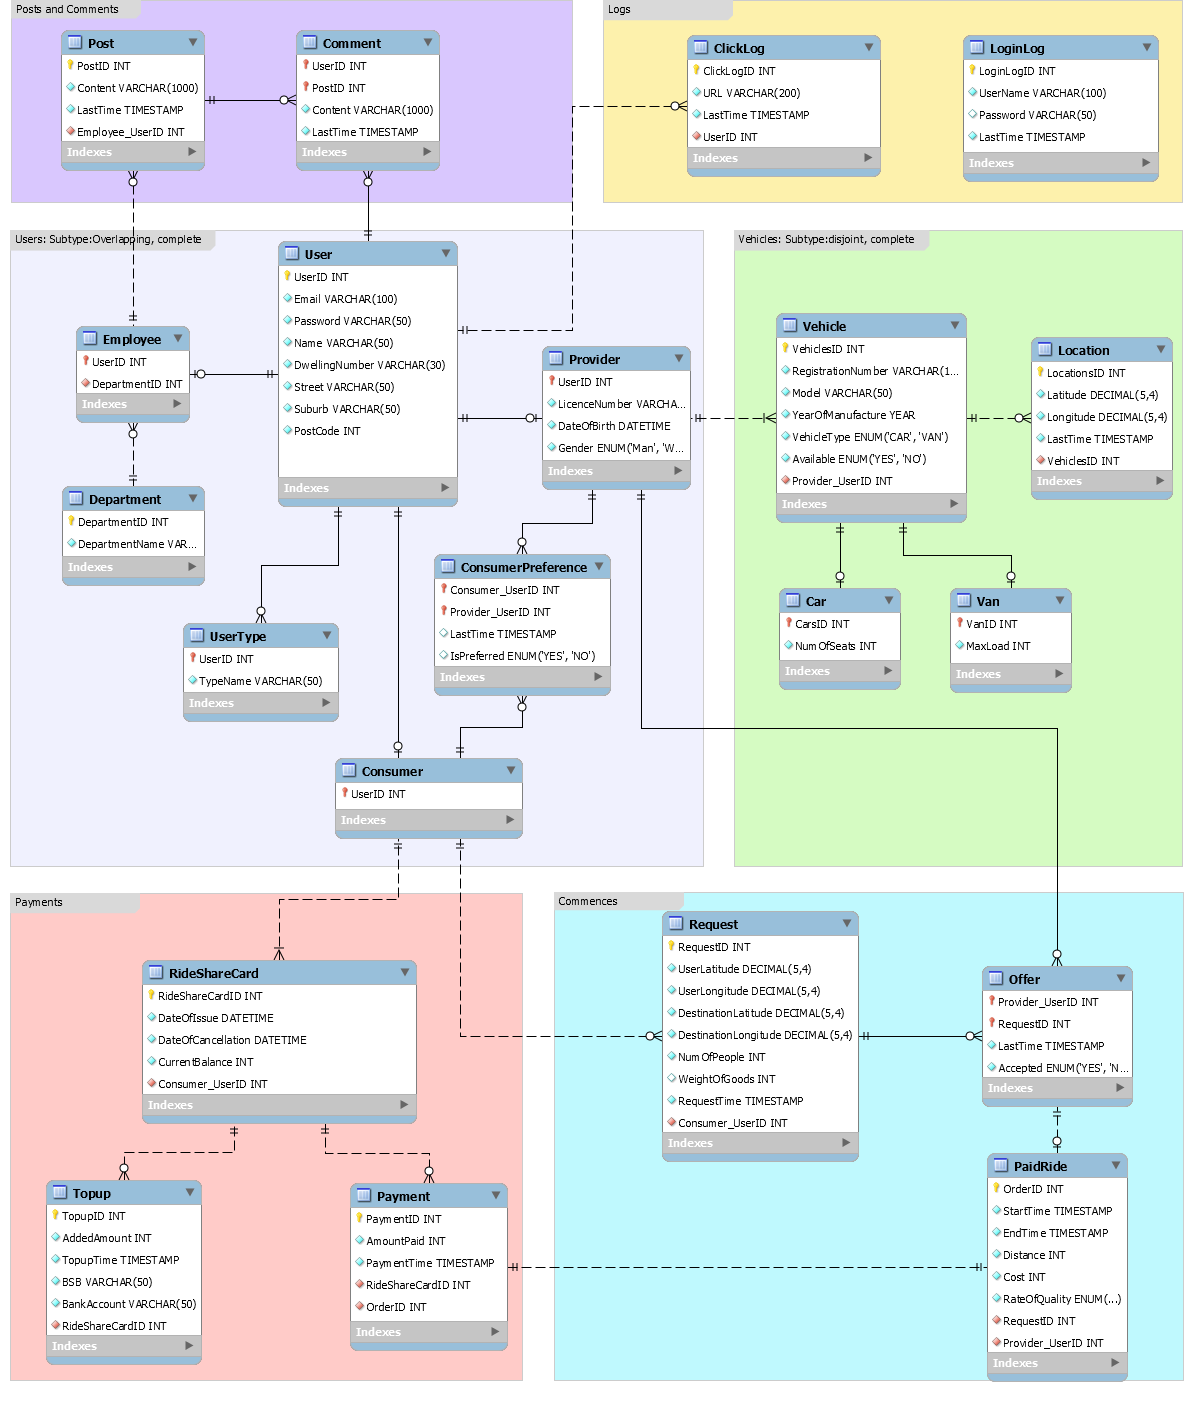 Posts and Comments
Post
PostID INT
Content VARCHAR(1000)
LastTime TIMESTAMP
Employee_UserID INT
Indexes
Comment
UserID INT
PostID INT
Content VARCHAR(1000)
LastTime TIMESTAMP
Indexes
Logs
ClickLog
ClickLogID INT
URL VARCHAR(200)
LastTime TIMESTAMP
UserID INT
Indexes
LoginLog
LoginLogID INT
UserName VARCHAR(100)
Password VARCHAR(50)
LastTime TIMESTAMP
Indexes
Users: Subtype:Overlapping, complete
User
UserID INT
Email VARCHAR(100)
Password VARCHAR(50)
Name VARCHAR(50)
DwellingNumber VARCHAR(30)
Street VARCHAR(50)
Suburb VARCHAR(50)
PostCode INT
Indexes
Employee
UserID INT
DepartmentID INT
Indexes
Provider
UserID INT
LicenceNumber VARCHA...
DateOfBirth DATETIME
Gender ENUM('Man', 'W...
Indexes
Department
DepartmentID INT
DepartmentName VAR...
Indexes
UserType
UserID INT
TypeName VARCHAR(50)
Indexes
ConsumerPreference
Consumer_UserID INT
Provider_UserID INT
LastTime TIMESTAMP
IsPreferred ENUM('YES', 'NO')
Indexes
Consumer
UserID INT
Indexes
Vehicles: Subtype:disjoint, complete
Vehicle
VehiclesID INT
RegistrationNumber VARCHAR(1...
Model VARCHAR(50)
YearOfManufacture YEAR
VehicleType ENUM('CAR', 'VAN')
Available ENUM('YES', 'NO')
Provider_UserID INT
Indexes
Location
LocationsID INT
Latitude DECIMAL(5,4)
Longitude DECIMAL(5,4)
LastTime TIMESTAMP
VehiclesID INT
Indexes
Car
CarsID INT
NumOfSeats INT
Indexes
Van
VanID INT
MaxLoad INT
Indexes
Payments
RideShareCard
RideShareCardID INT
DateOfIssue DATETIME
DateOfCancellation DATETIME
CurrentBalance INT
Consumer_UserID INT
Indexes
Topup
TopupID INT
AddedAmount INT
TopupTime TIMESTAMP
BSB VARCHAR(50)
BankAccount VARCHAR(50)
RideShareCardID INT
Indexes
Payment
PaymentID INT
AmountPaid INT
PaymentTime TIMESTAMP
RideShareCardID INT
OrderID INT
Indexes
Commences
Request
RequestID INT
UserLatitude DECIMAL(5,4)
UserLongitude DECIMAL(5,4)
DestinationLatitude DECIMAL(5,4)
DestinationLongitude DECIMAL(5,4)
NumOfPeople INT
WeightOfGoods INT
RequestTime TIMESTAMP
Consumer_UserID INT
Indexes
Offer
Provider_UserID INT
RequestID INT
LastTime TIMESTAMP
Accepted ENUM('YES', 'N...
Indexes
PaidRide
OrderID INT
StartTime TIMESTAMP
EndTime TIMESTAMP
Distance INT
Cost INT
RateOfQuality ENUM(...)
RequestID INT
Provider_UserID INT
Indexes